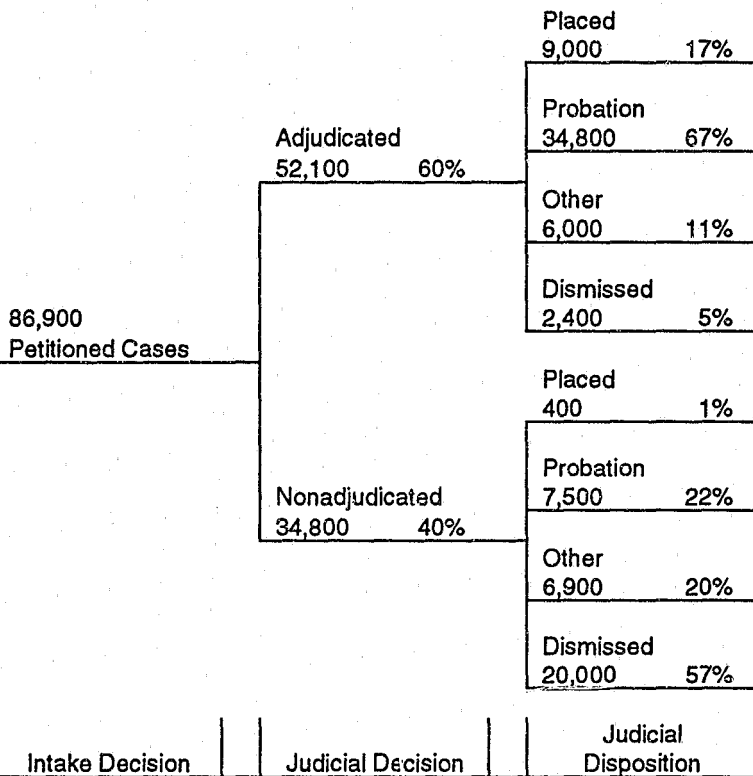 Placed
9,000 17%
Probation
34,800 67%
Adjudicated
52,100 60%
Other
6,000 11%
Dismissed
2,400 5%
86,900
Petitioned Cases
Placed
400 1%
Probation
7,500 22%
Nonadjudicated
34,800 40%
Other
6,900 20%
Dismissed
20,000 57%
Intake Decision
Judicial Decision
Judicial
Disposition